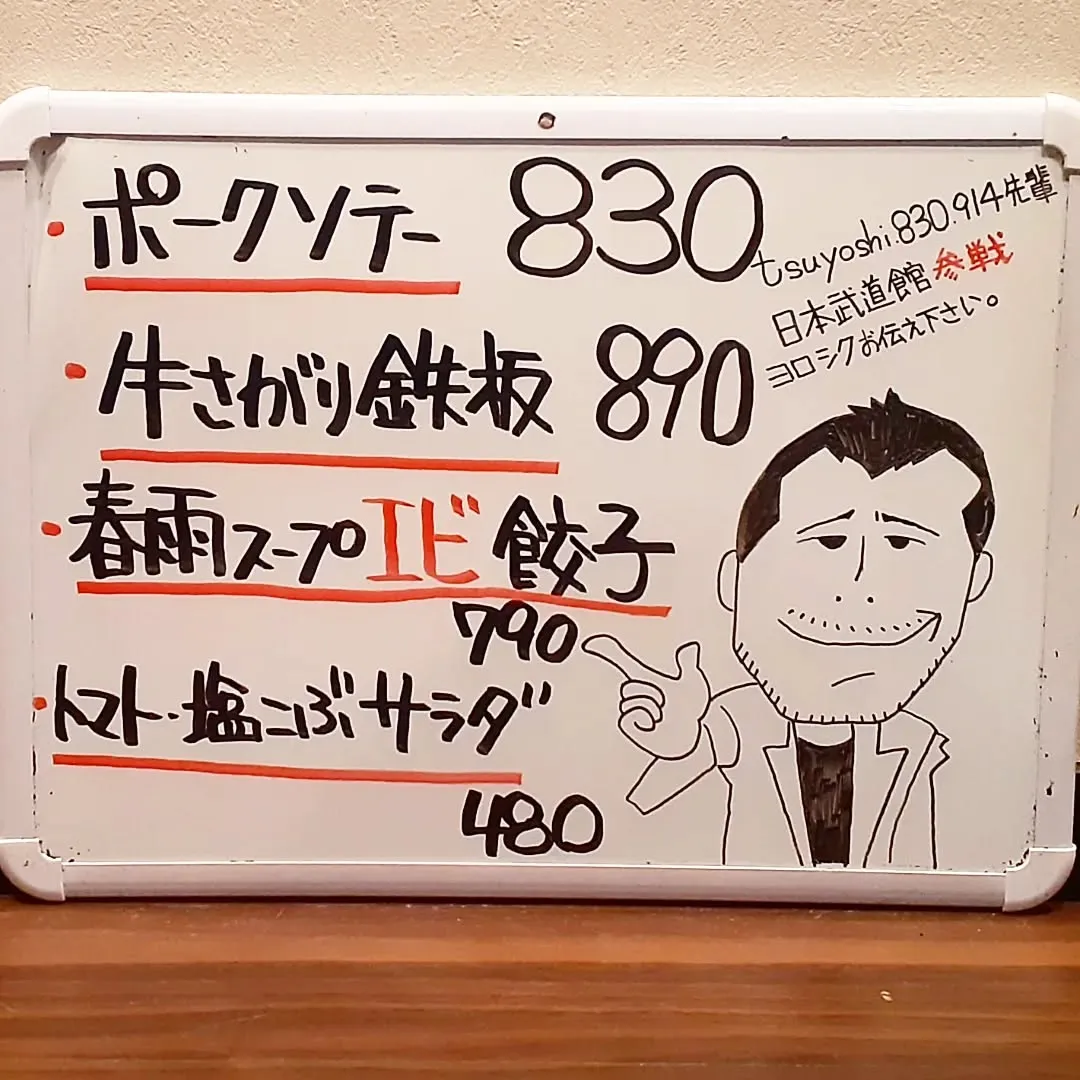 ・ポークソテー 830
・牛さがり鉄板 890
・春雨スープエビ餃子
790
・トマト・塩こぶサラダ
480
tsuyoshi.830.914先輩
日本武道館参戦
ヨロシクお伝え下さい。